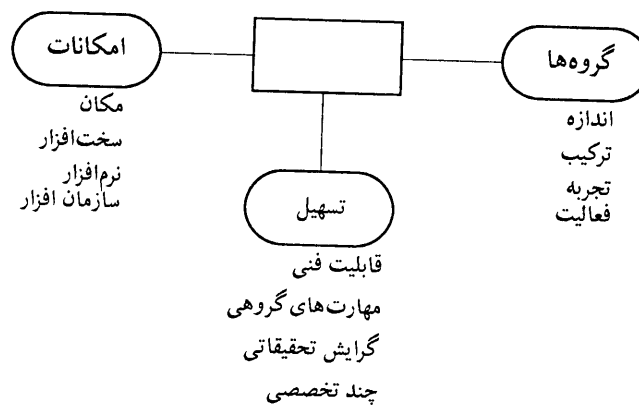 گروه‌ها
اندازه
ترکیب
تجربه
فعالیت
امکانات
مکان
سخت‌افزار
نرم‌افزار
سازمان افزار
تسهیل
قابلیت فنی
مهارت‌های گروهی
گرایش تحقیقاتی
چند تخصصی